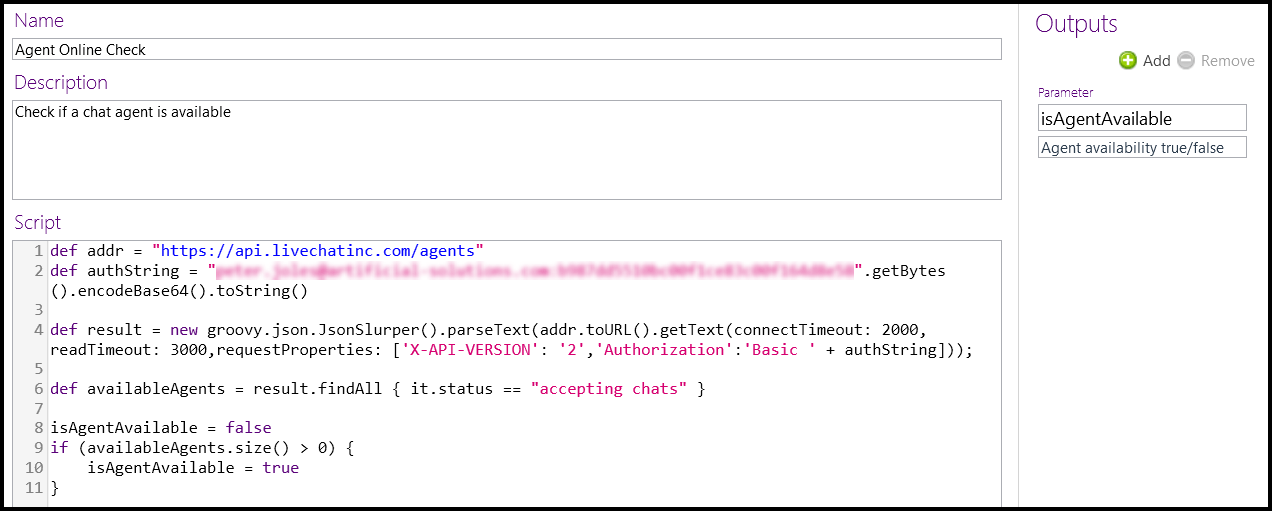 Name
Agent Online Check
Description
Check if a chat agent is available
Script
1 def addr = "https://api.livechatinc.com/agents"
2 def authString = "".getBytes
().encodeBase64().toString()
3
4 def result = new groovy.json.JsonSlurper().parseText(addr.toURL().getText(connectTimeout: 2000,
readTimeout: 3000,requestProperties: ['X-API-VERSION': '2','Authorization':'Basic ' + authString]));
5
6 def availableAgents = result.findAll { it.status == "accepting chats" }
7
8 isAgentAvailable = false
9 if (availableAgents.size() > 0) {
10     isAgentAvailable = true
11 }
Outputs
Add Remove
Parameter
isAgentAvailable
Agent availability true/false